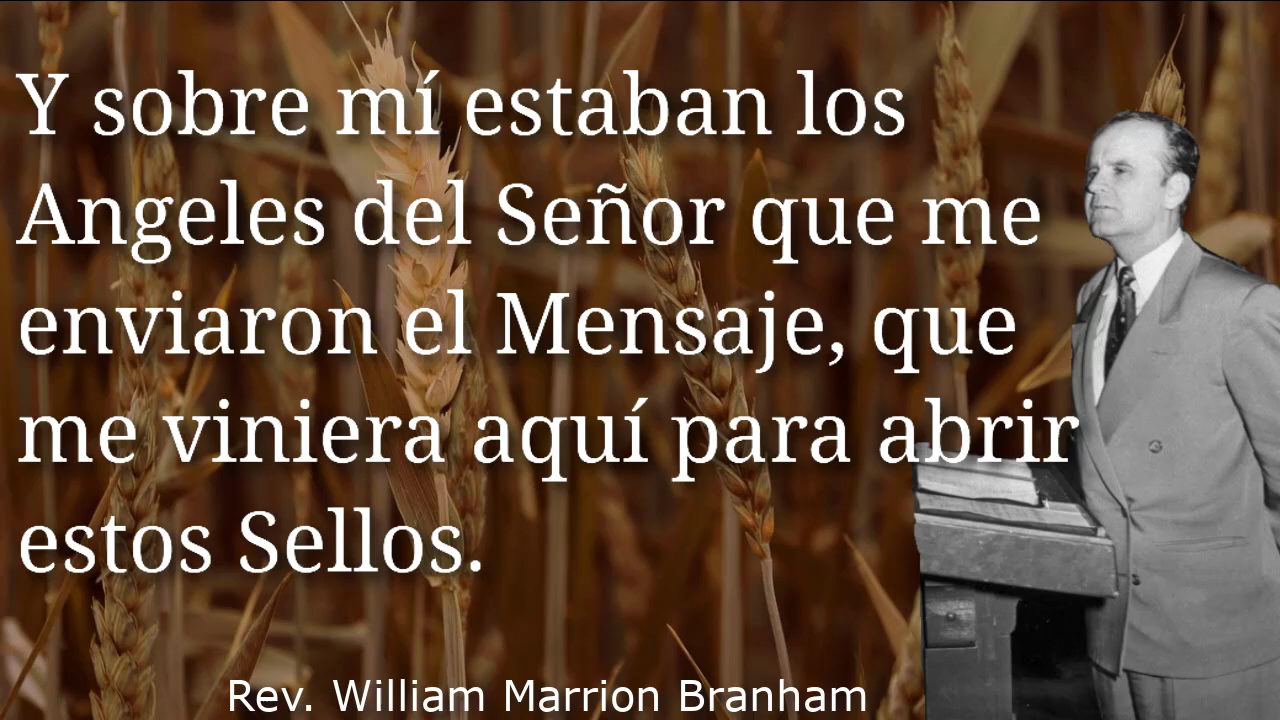 Y sobre mí estaban los
Angeles del Señor que me
enviaron el Mensaje, que
me viniera aquí para abrir
estos Sellos.
Rev. William Marrion Branham